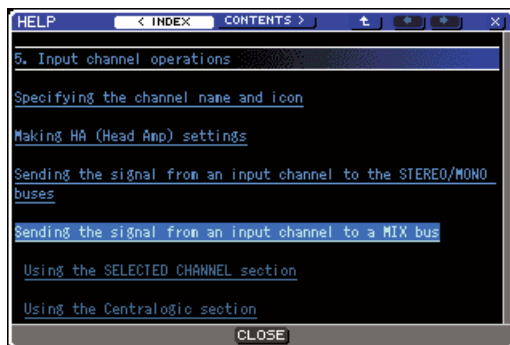 HELP
< INDEX
CONTENTS >
X
5. Input channel operations
Specifying the channel name and icon
Making HA (Head Amp) settings
Sending the signal from an input channel to the STEREO/MONO
buses
Sending the signal from an input channel to a MIX bus
Using the SELECTED CHANNEL section
Using the Centralogic section
CLOSE